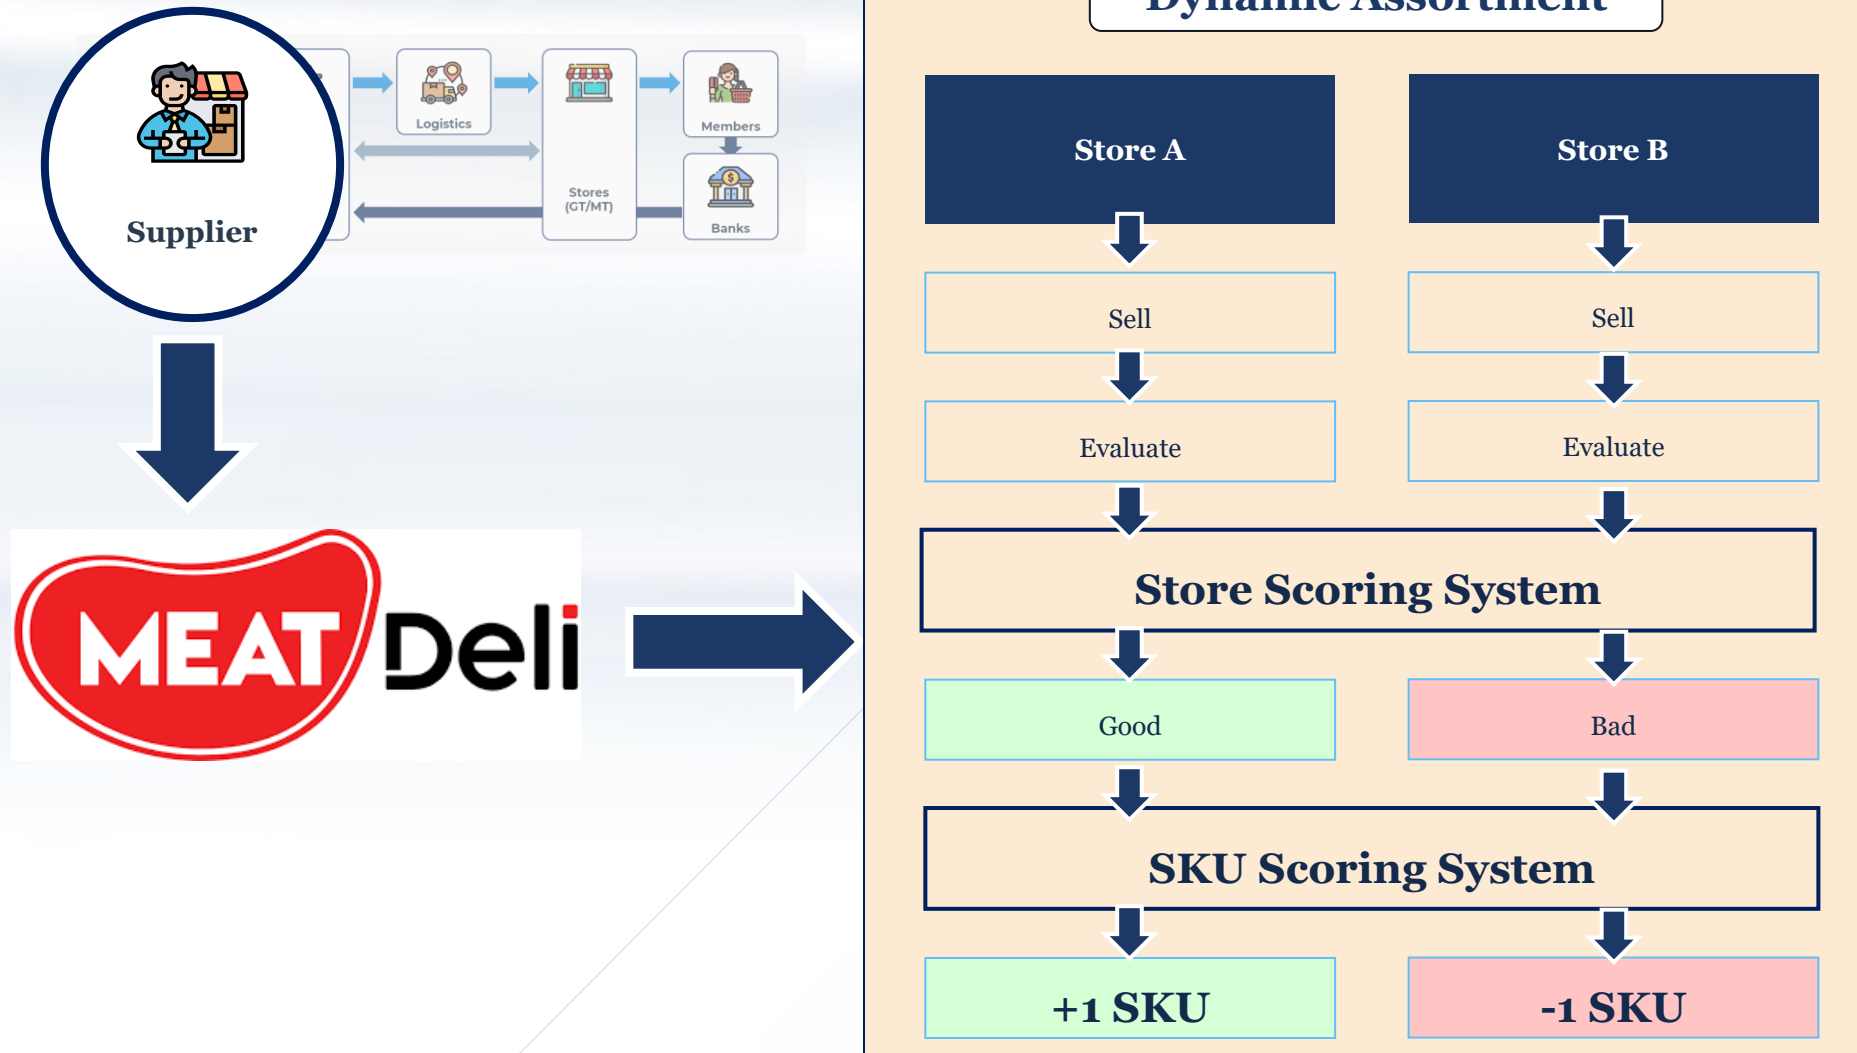 Supplier
Logistics
Stores
(GT/MT)
Members
Banks
MEAT Deli
Dynamic Assortment
Store A
Store B
Sell
Sell
Evaluate
Evaluate
Store Scoring System
Good
Bad
SKU Scoring System
+1 SKU
-1 SKU